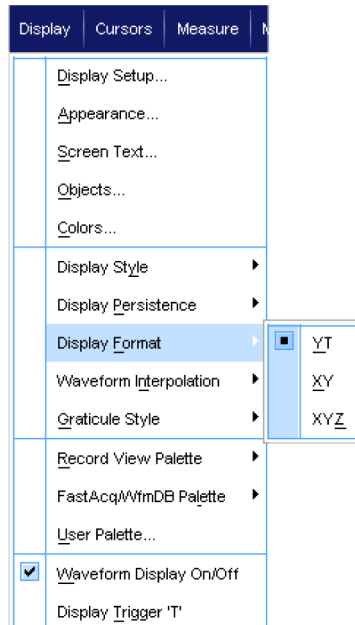 Display Cursors Measure
Display Setup...
Appearance...
Screen Text...
Objects...
Colors...
Display Style
Display Persistence
Display Format
YT
Waveform Interpolation
XY
Graticule Style
XYZ
Record View Palette
FastAcq/WfmDB Palette
User Palette...
Waveform Display On/Off
Display Trigger 'T'